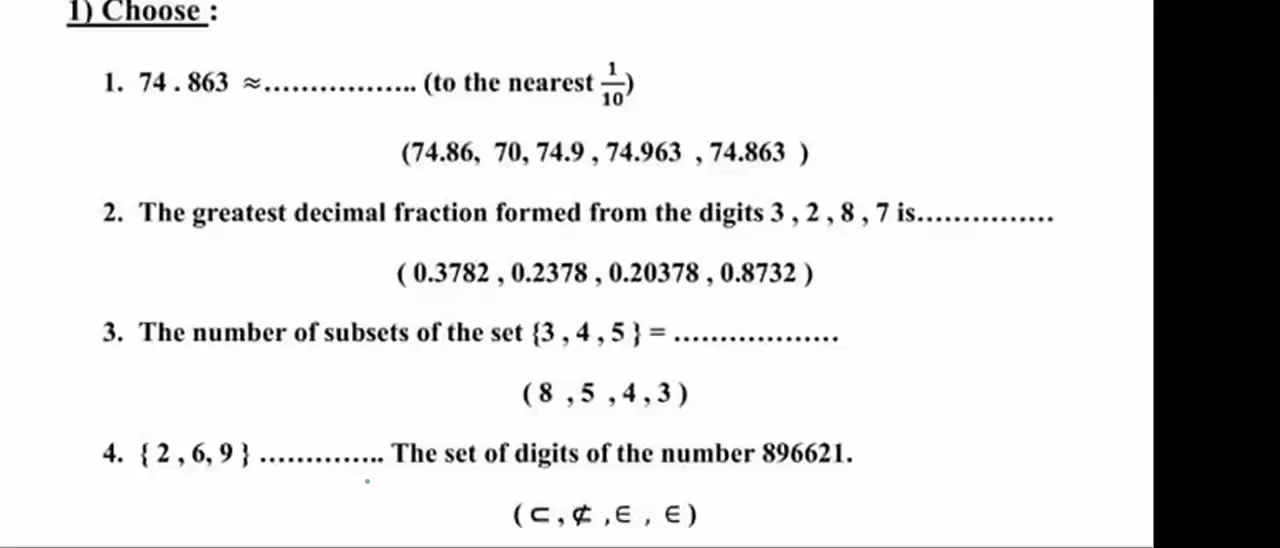 1) Choose :
1. 74 . 863 ≈................. (to the nearest 1/10)
(74.86, 70, 74.9 , 74.963 , 74.863 )
2. The greatest decimal fraction formed from the digits 3 , 2 , 8 , 7 is...............
( 0.3782 , 0.2378 , 0.20378 , 0.8732 )
3. The number of subsets of the set {3 , 4 , 5 } = ..................
( 8 , 5 , 4 , 3 )
4. { 2 , 6, 9 } .............. The set of digits of the number 896621.
( ⊂ , ⊄ , ∈ , ∈ )